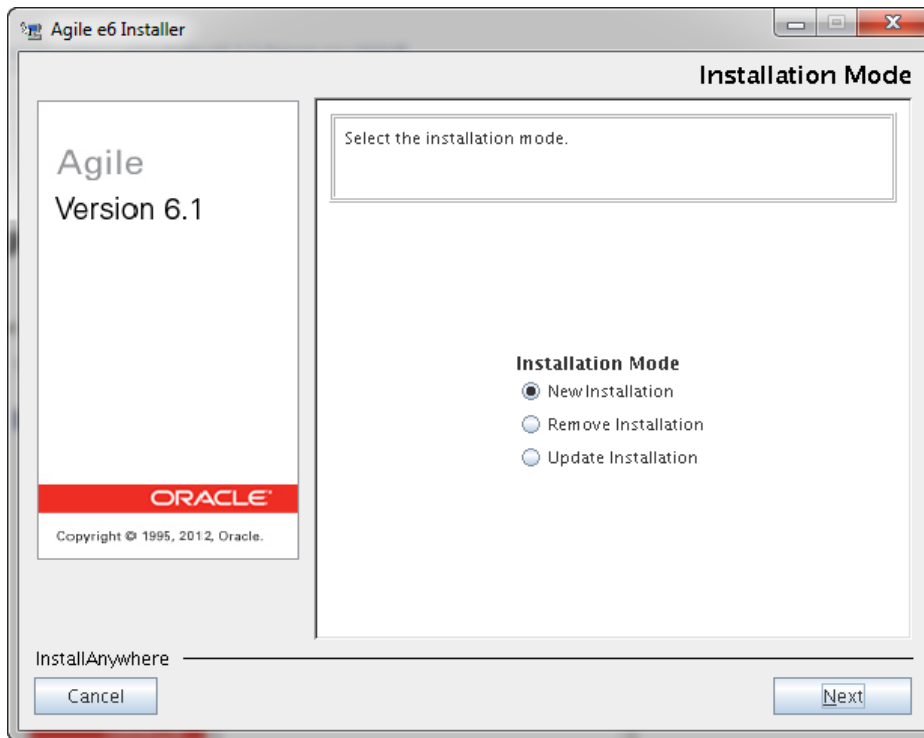 Agile e6 Installer
Installation Mode
Agile
Version 6.1
ORACLE
Copyright © 1995, 2012, Oracle.
Select the installation mode.
Installation Mode
New Installation
Remove Installation
Update Installation
InstallAnywhere
Cancel
Next